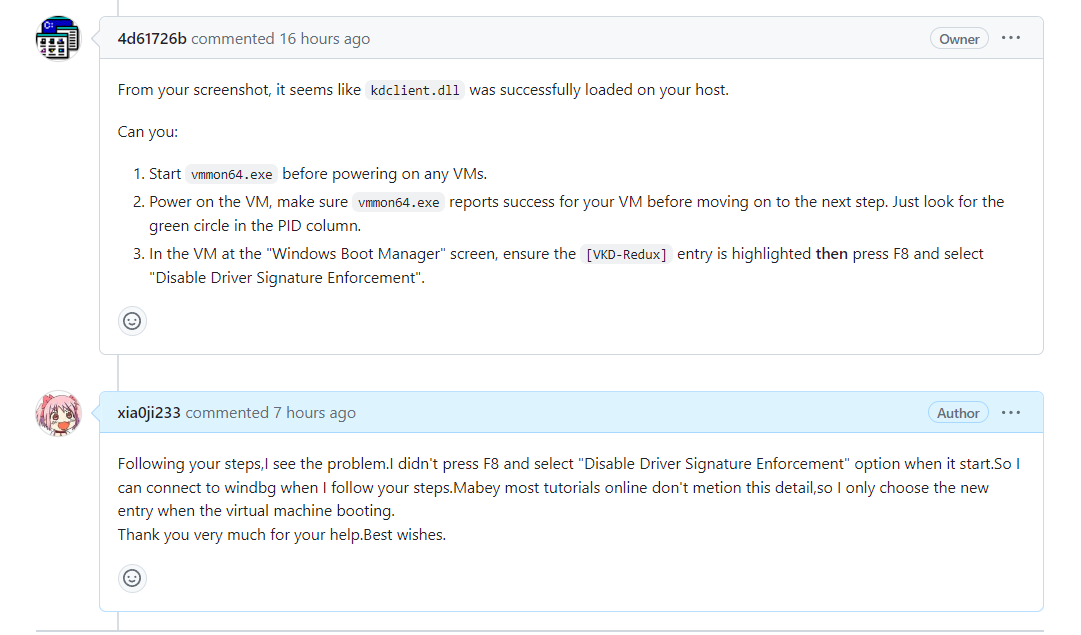 4d61726b commented 16 hours ago
Owner
From your screenshot, it seems like kdclient.dll was successfully loaded on your host.
Can you:
1. Start vmmon64.exe before powering on any VMs.
2. Power on the VM, make sure vmmon64.exe reports success for your VM before moving on to the next step. Just look for the
green circle in the PID column.
3. In the VM at the "Windows Boot Manager" screen, ensure the [VKD-Redux] entry is highlighted then press F8 and select
"Disable Driver Signature Enforcement".
xia0ji233 commented 7 hours ago
Author
Following your steps,I see the problem.I didn't press F8 and select "Disable Driver Signature Enforcement" option when it start.So I
can connect to windbg when I follow your steps.Mabey most tutorials online don't metion this detail,so I only choose the new
entry when the virtual machine booting.
Thank you very much for your help.Best wishes.